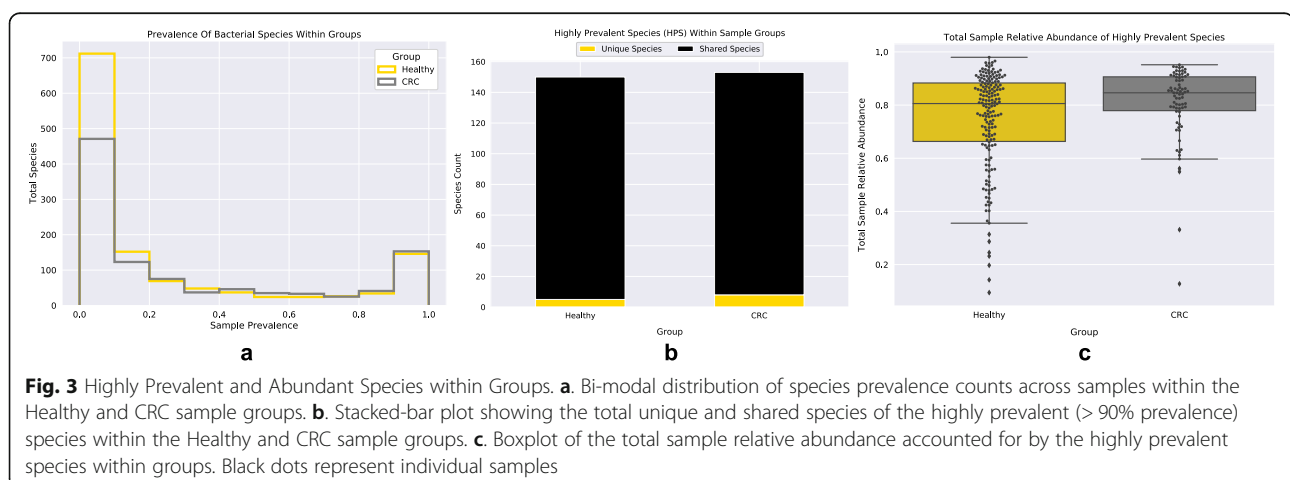 Prevalence Of Bacterial Species Within Groups
Group
Healthy
CRC
Total Species
700
600
500
400
300
200
100
0
0.0 0.2 0.4 0.6 0.8 1.0
Sample Prevalence
a
Highly Prevalent Species (HPS) Within Sample Groups
Unique Species Shared Species
Species Count
160
140
120
100
80
60
40
20
0
Healthy CRC
Group
b
Total Sample Relative Abundance of Highly Prevalent Species
Total Sample Relative Abundance
1.0
0.8
0.6
0.4
0.2
Healthy CRC
Group
c
Fig. 3 Highly Prevalent and Abundant Species within Groups. a. Bi-modal distribution of species prevalence counts across samples within the
Healthy and CRC sample groups. b. Stacked-bar plot showing the total unique and shared species of the highly prevalent (> 90% prevalence)
species within the Healthy and CRC sample groups. c. Boxplot of the total sample relative abundance accounted for by the highly prevalent
species within groups. Black dots represent individual samples